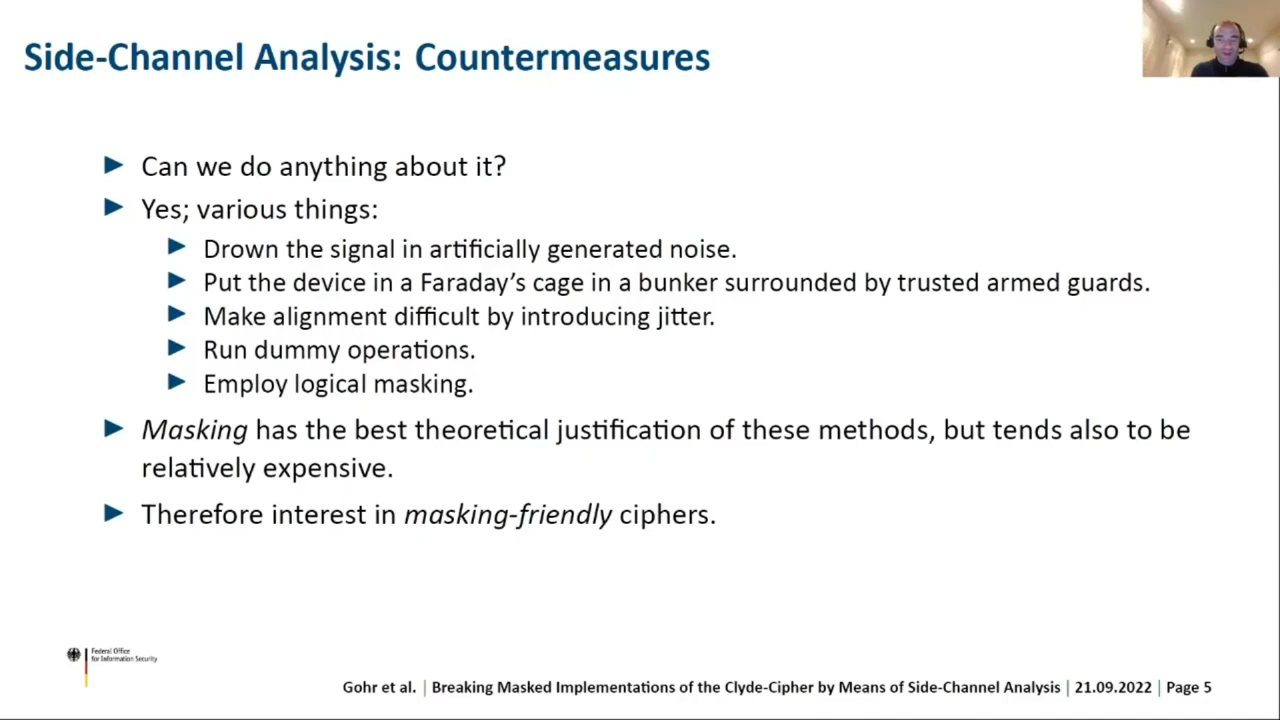 Side-Channel Analysis: Countermeasures
Can we do anything about it?
Yes; various things:
Drown the signal in artificially generated noise.
Put the device in a Faraday’s cage in a bunker surrounded by trusted armed guards.
Make alignment difficult by introducing jitter.
Run dummy operations.
Employ logical masking.
Masking has the best theoretical justification of these methods, but tends also to be
relatively expensive.
Therefore interest in masking-friendly ciphers.
Federal Office
for Information Security
Gohr et al. | Breaking Masked Implementations of the Clyde-Cipher by Means of Side-Channel Analysis | 21.09.2022 | Page 5